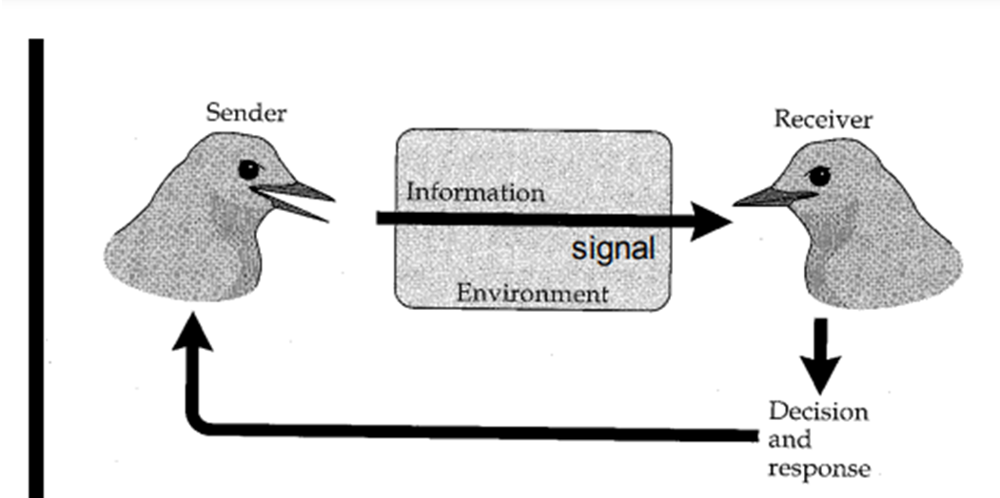 Sender
Receiver
Information
signal
Environment
Decision
and
response